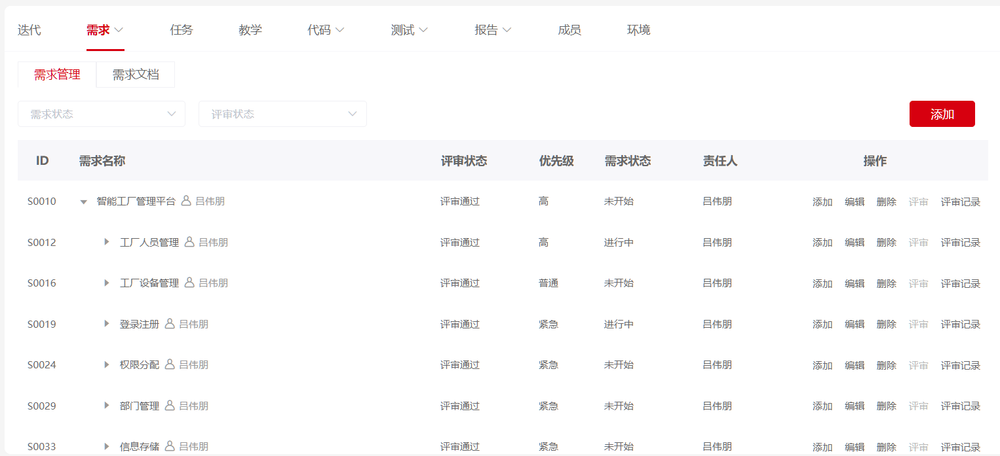 迭代 需求 任务 教学 代码 测试 报告 成员 环境
需求管理 需求文档
需求状态 评审状态 添加
ID 需求名称 评审状态 优先级 需求状态 责任人 操作
S0010 智能工厂管理平台 吕伟朋 评审通过 高 未开始 吕伟朋 添加 编辑 删除 评审 评审记录
S0012 工厂人员管理 吕伟朋 评审通过 高 进行中 吕伟朋 添加 编辑 删除 评审 评审记录
S0016 工厂设备管理 吕伟朋 评审通过 普通 未开始 吕伟朋 添加 编辑 删除 评审 评审记录
S0019 登录注册 吕伟朋 评审通过 紧急 进行中 吕伟朋 添加 编辑 删除 评审 评审记录
S0024 权限分配 吕伟朋 评审通过 紧急 未开始 吕伟朋 添加 编辑 删除 评审 评审记录
S0029 部门管理 吕伟朋 评审通过 紧急 未开始 吕伟朋 添加 编辑 删除 评审 评审记录
S0033 信息存储 吕伟朋 评审通过 紧急 未开始 吕伟朋 添加 编辑 删除 评审 评审记录